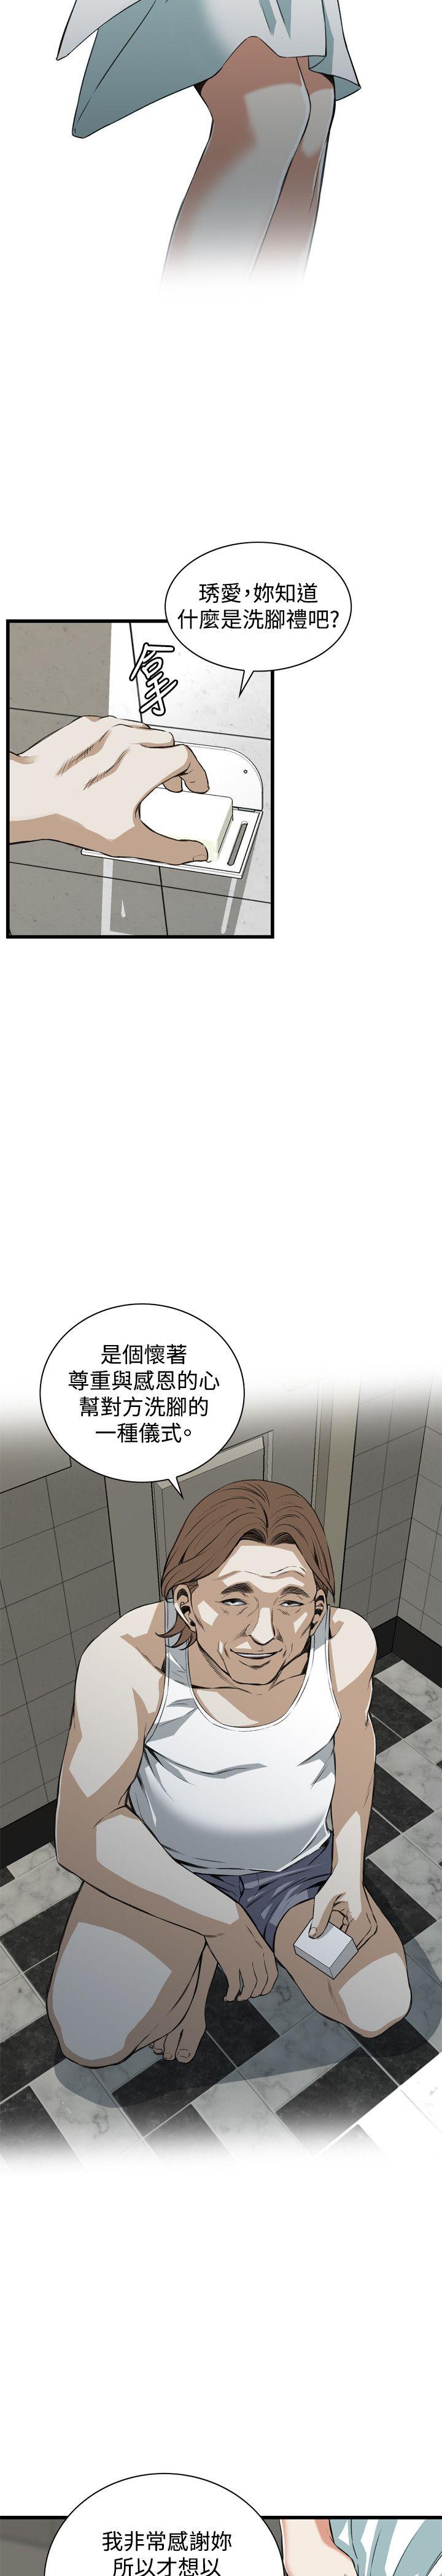 琇愛，妳知道
什麼是洗腳禮吧?
拿
是個懷著
尊重與感恩的心
幫對方洗腳的
一種儀式。
我非常感謝妳
所以才想以